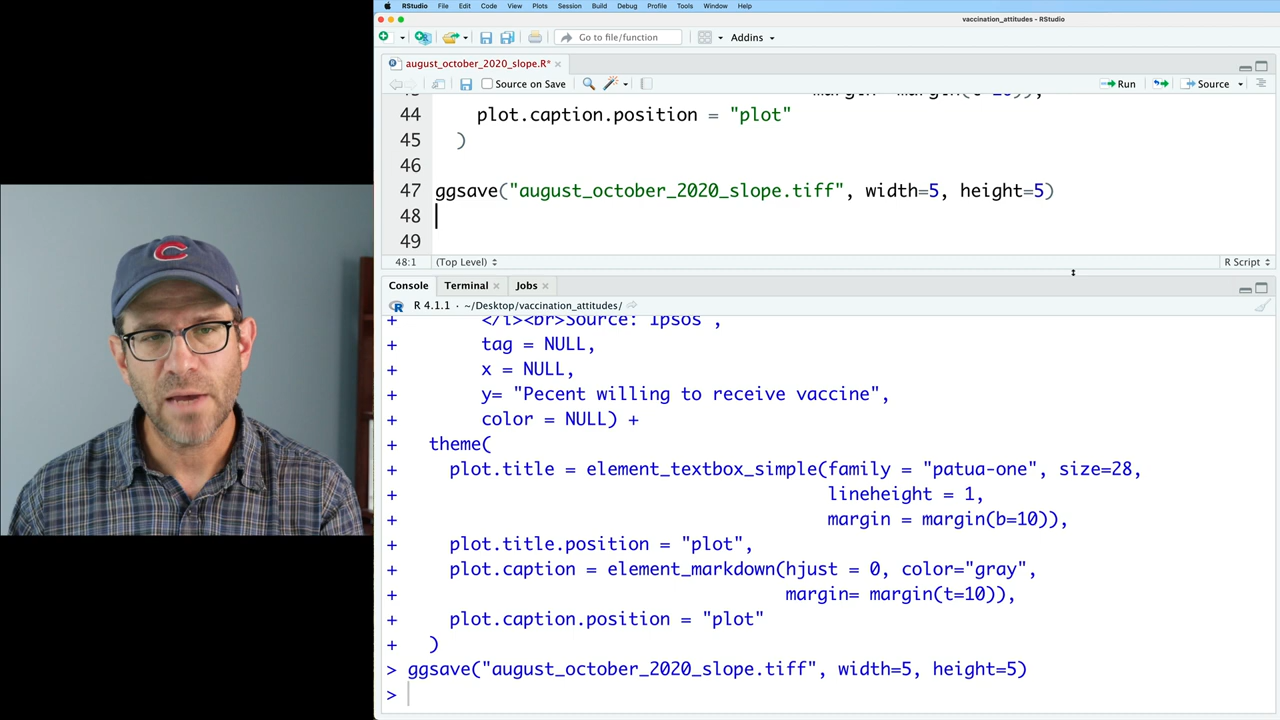 RStudio File Edit Code View Plots Session Build Debug Profile Tools Window Help
vaccination_attitudes - RStudio
Go to file/function Addins
august_october_2020_slope.R*
Source on Save Run Source
44 plot.caption.position = "plot"
45 )
46
47 ggsave("august_october_2020_slope.tiff", width=5, height=5)
48
49
48:1 (Top Level) R Script
Console Terminal Jobs
R 4.1.1 · ~/Desktop/vaccination_attitudes/
+ </i><br>Source: Ipsos ,
+ tag = NULL,
+ x = NULL,
+ y= "Pecent willing to receive vaccine",
+ color = NULL) +
+ theme(
+ plot.title = element_textbox_simple(family = "patua-one", size=28,
+ lineheight = 1,
+ margin = margin(b=10)),
+ plot.title.position = "plot",
+ plot.caption = element_markdown(hjust = 0, color="gray",
+ margin= margin(t=10)),
+ plot.caption.position = "plot"
+ )
> ggsave("august_october_2020_slope.tiff", width=5, height=5)
>